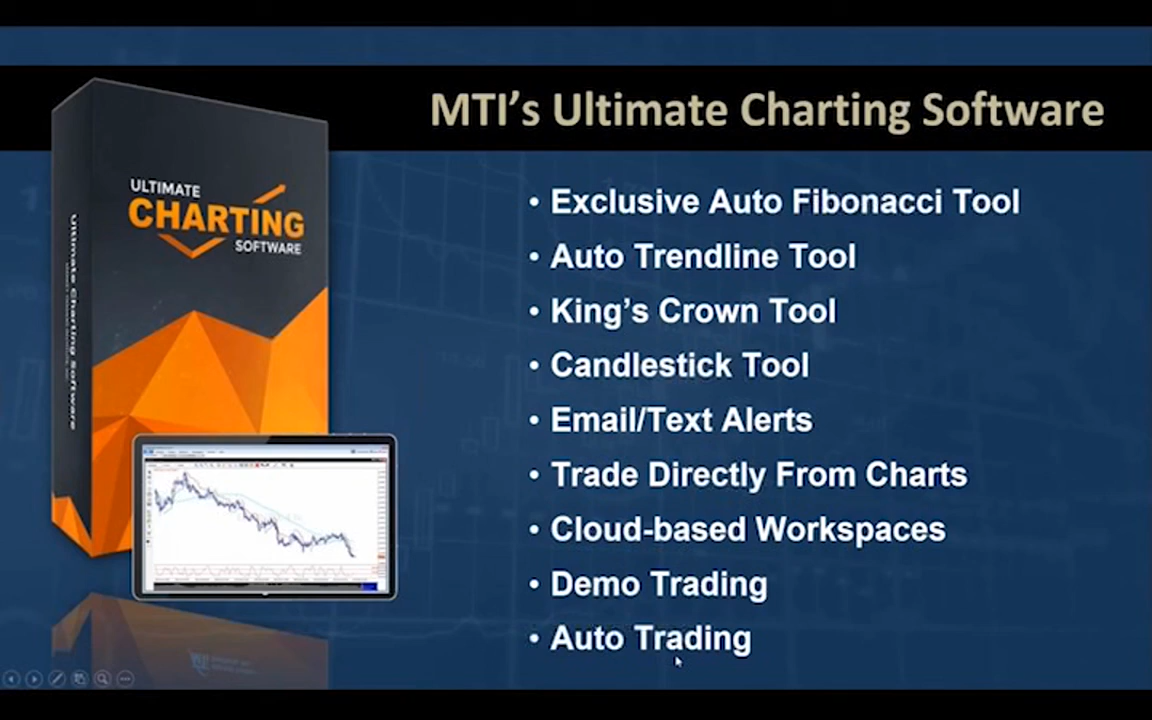 MTI's Ultimate Charting Software
ULTIMATE
CHARTING
SOFTWARE
Ultimate Charting Software
• Exclusive Auto Fibonacci Tool
• Auto Trendline Tool
• King's Crown Tool
• Candlestick Tool
• Email/Text Alerts
• Trade Directly From Charts
• Cloud-based Workspaces
• Demo Trading
• Auto Trading